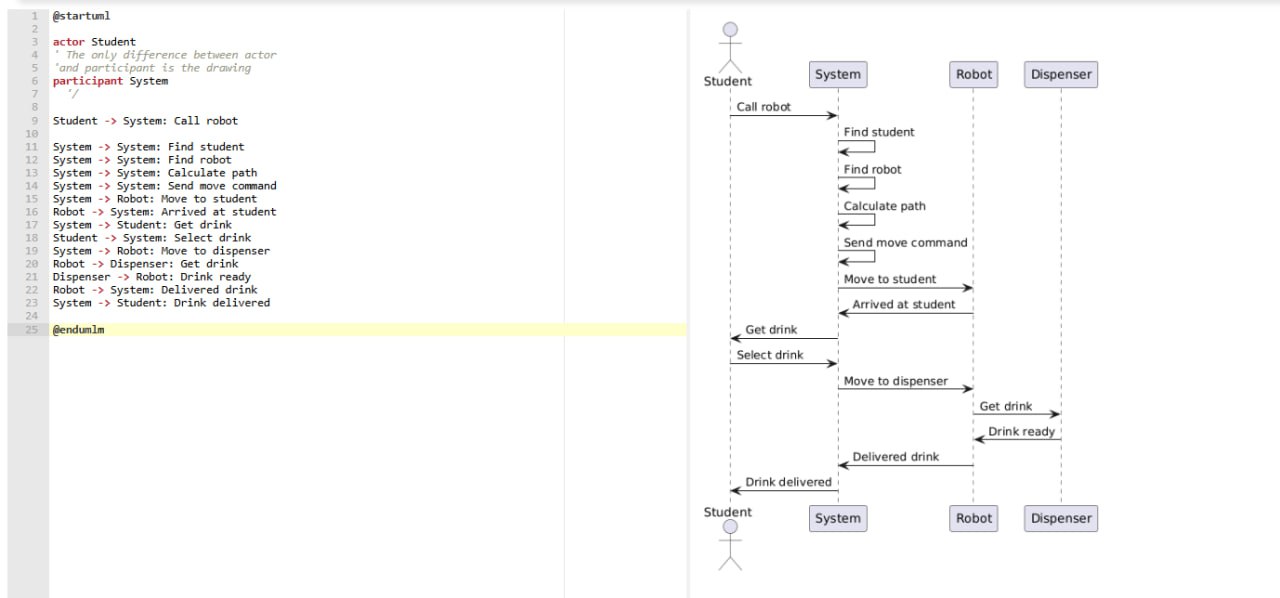 1 @startuml
2
3 actor Student
4 ' The only difference between actor
5 'and participant is the drawing
6 participant System
7 '/
8
9 Student -> System: Call robot
10
11 System -> System: Find student
12 System -> System: Find robot
13 System -> System: Calculate path
14 System -> System: Send move command
15 System -> Robot: Move to student
16 Robot -> System: Arrived at student
17 System -> Student: Get drink
18 Student -> System: Select drink
19 System -> Robot: Move to dispenser
20 Robot -> Dispenser: Get drink
21 Dispenser -> Robot: Drink ready
22 Robot -> System: Delivered drink
23 System -> Student: Drink delivered
24
25 @endumlm
Student System Robot Dispenser
Call robot
Find student
Find robot
Calculate path
Send move command
Move to student
Arrived at student
Get drink
Select drink
Move to dispenser
Get drink
Drink ready
Delivered drink
Drink delivered
Student System Robot Dispenser